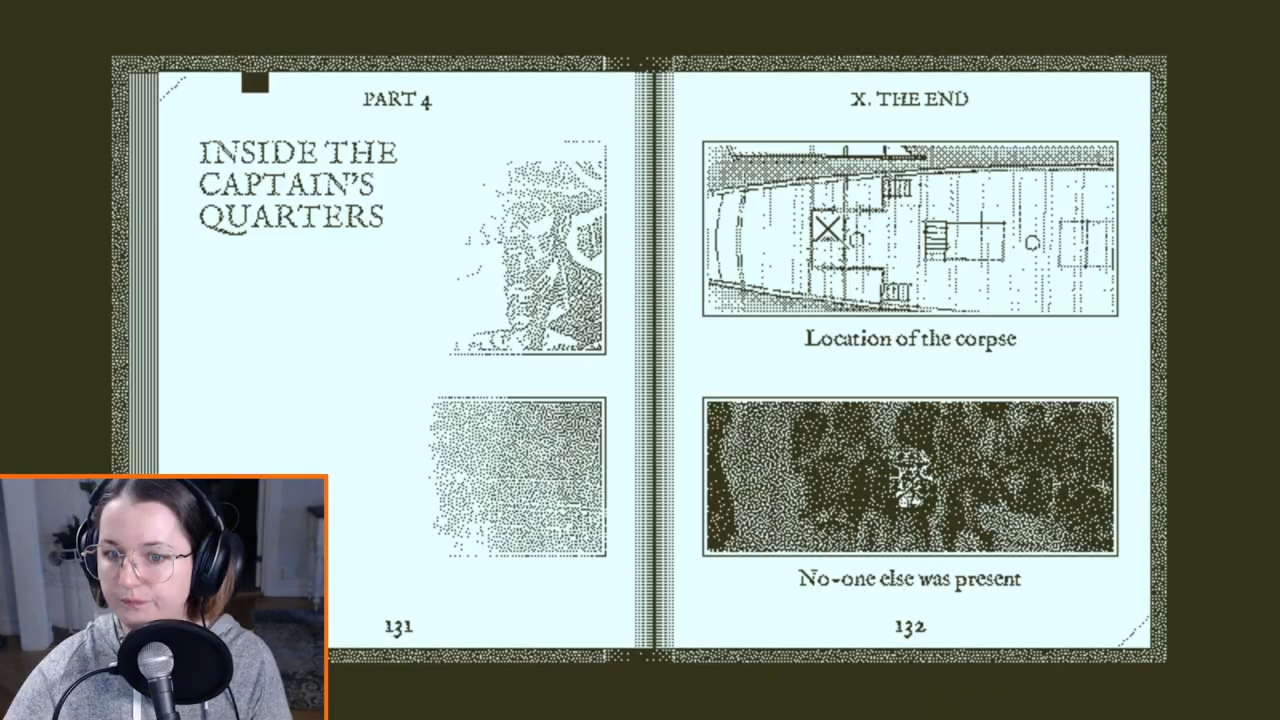 PART 4
INSIDE THE
CAPTAIN'S
QUARTERS
131
X. THE END
Location of the corpse
No-one else was present
132